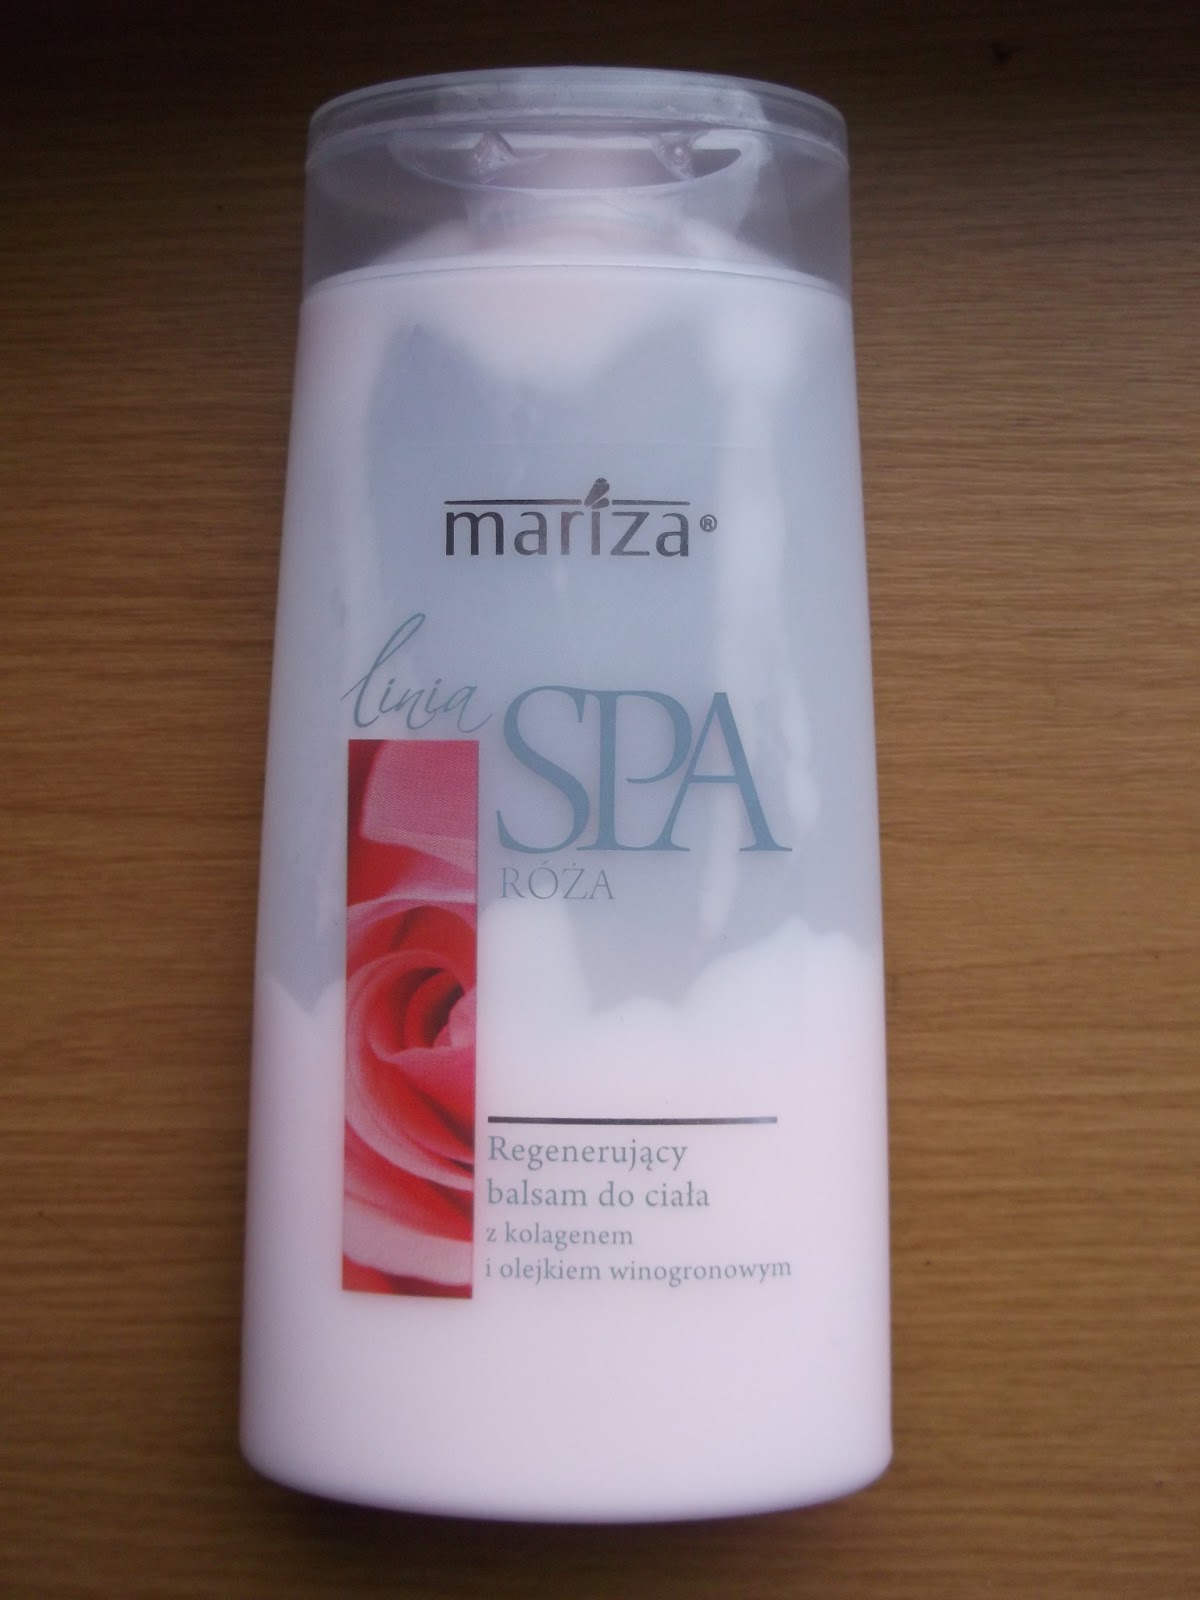 mariza®
linia SPA
RÓŻA
Regenerujący
balsam do ciała
z kolagenem
i olejkiem winogronowym